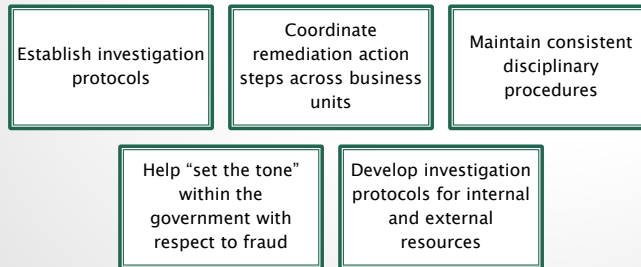 Establish investigation
protocols
Coordinate
remediation action
steps across business
units
Maintain consistent
disciplinary
procedures
Help “set the tone”
within the
government with
respect to fraud
Develop investigation
protocols for internal
and external
resources